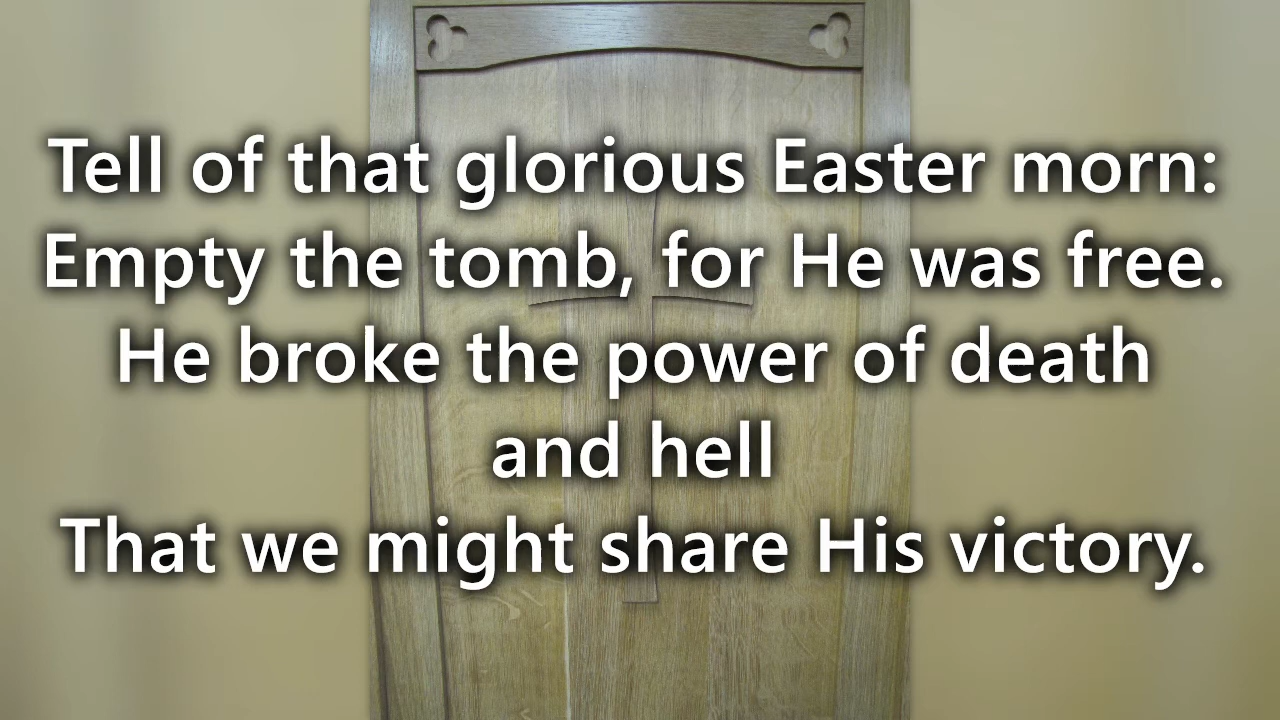 Tell of that glorious Easter morn:
Empty the tomb, for He was free.
He broke the power of death
and hell
That we might share His victory.